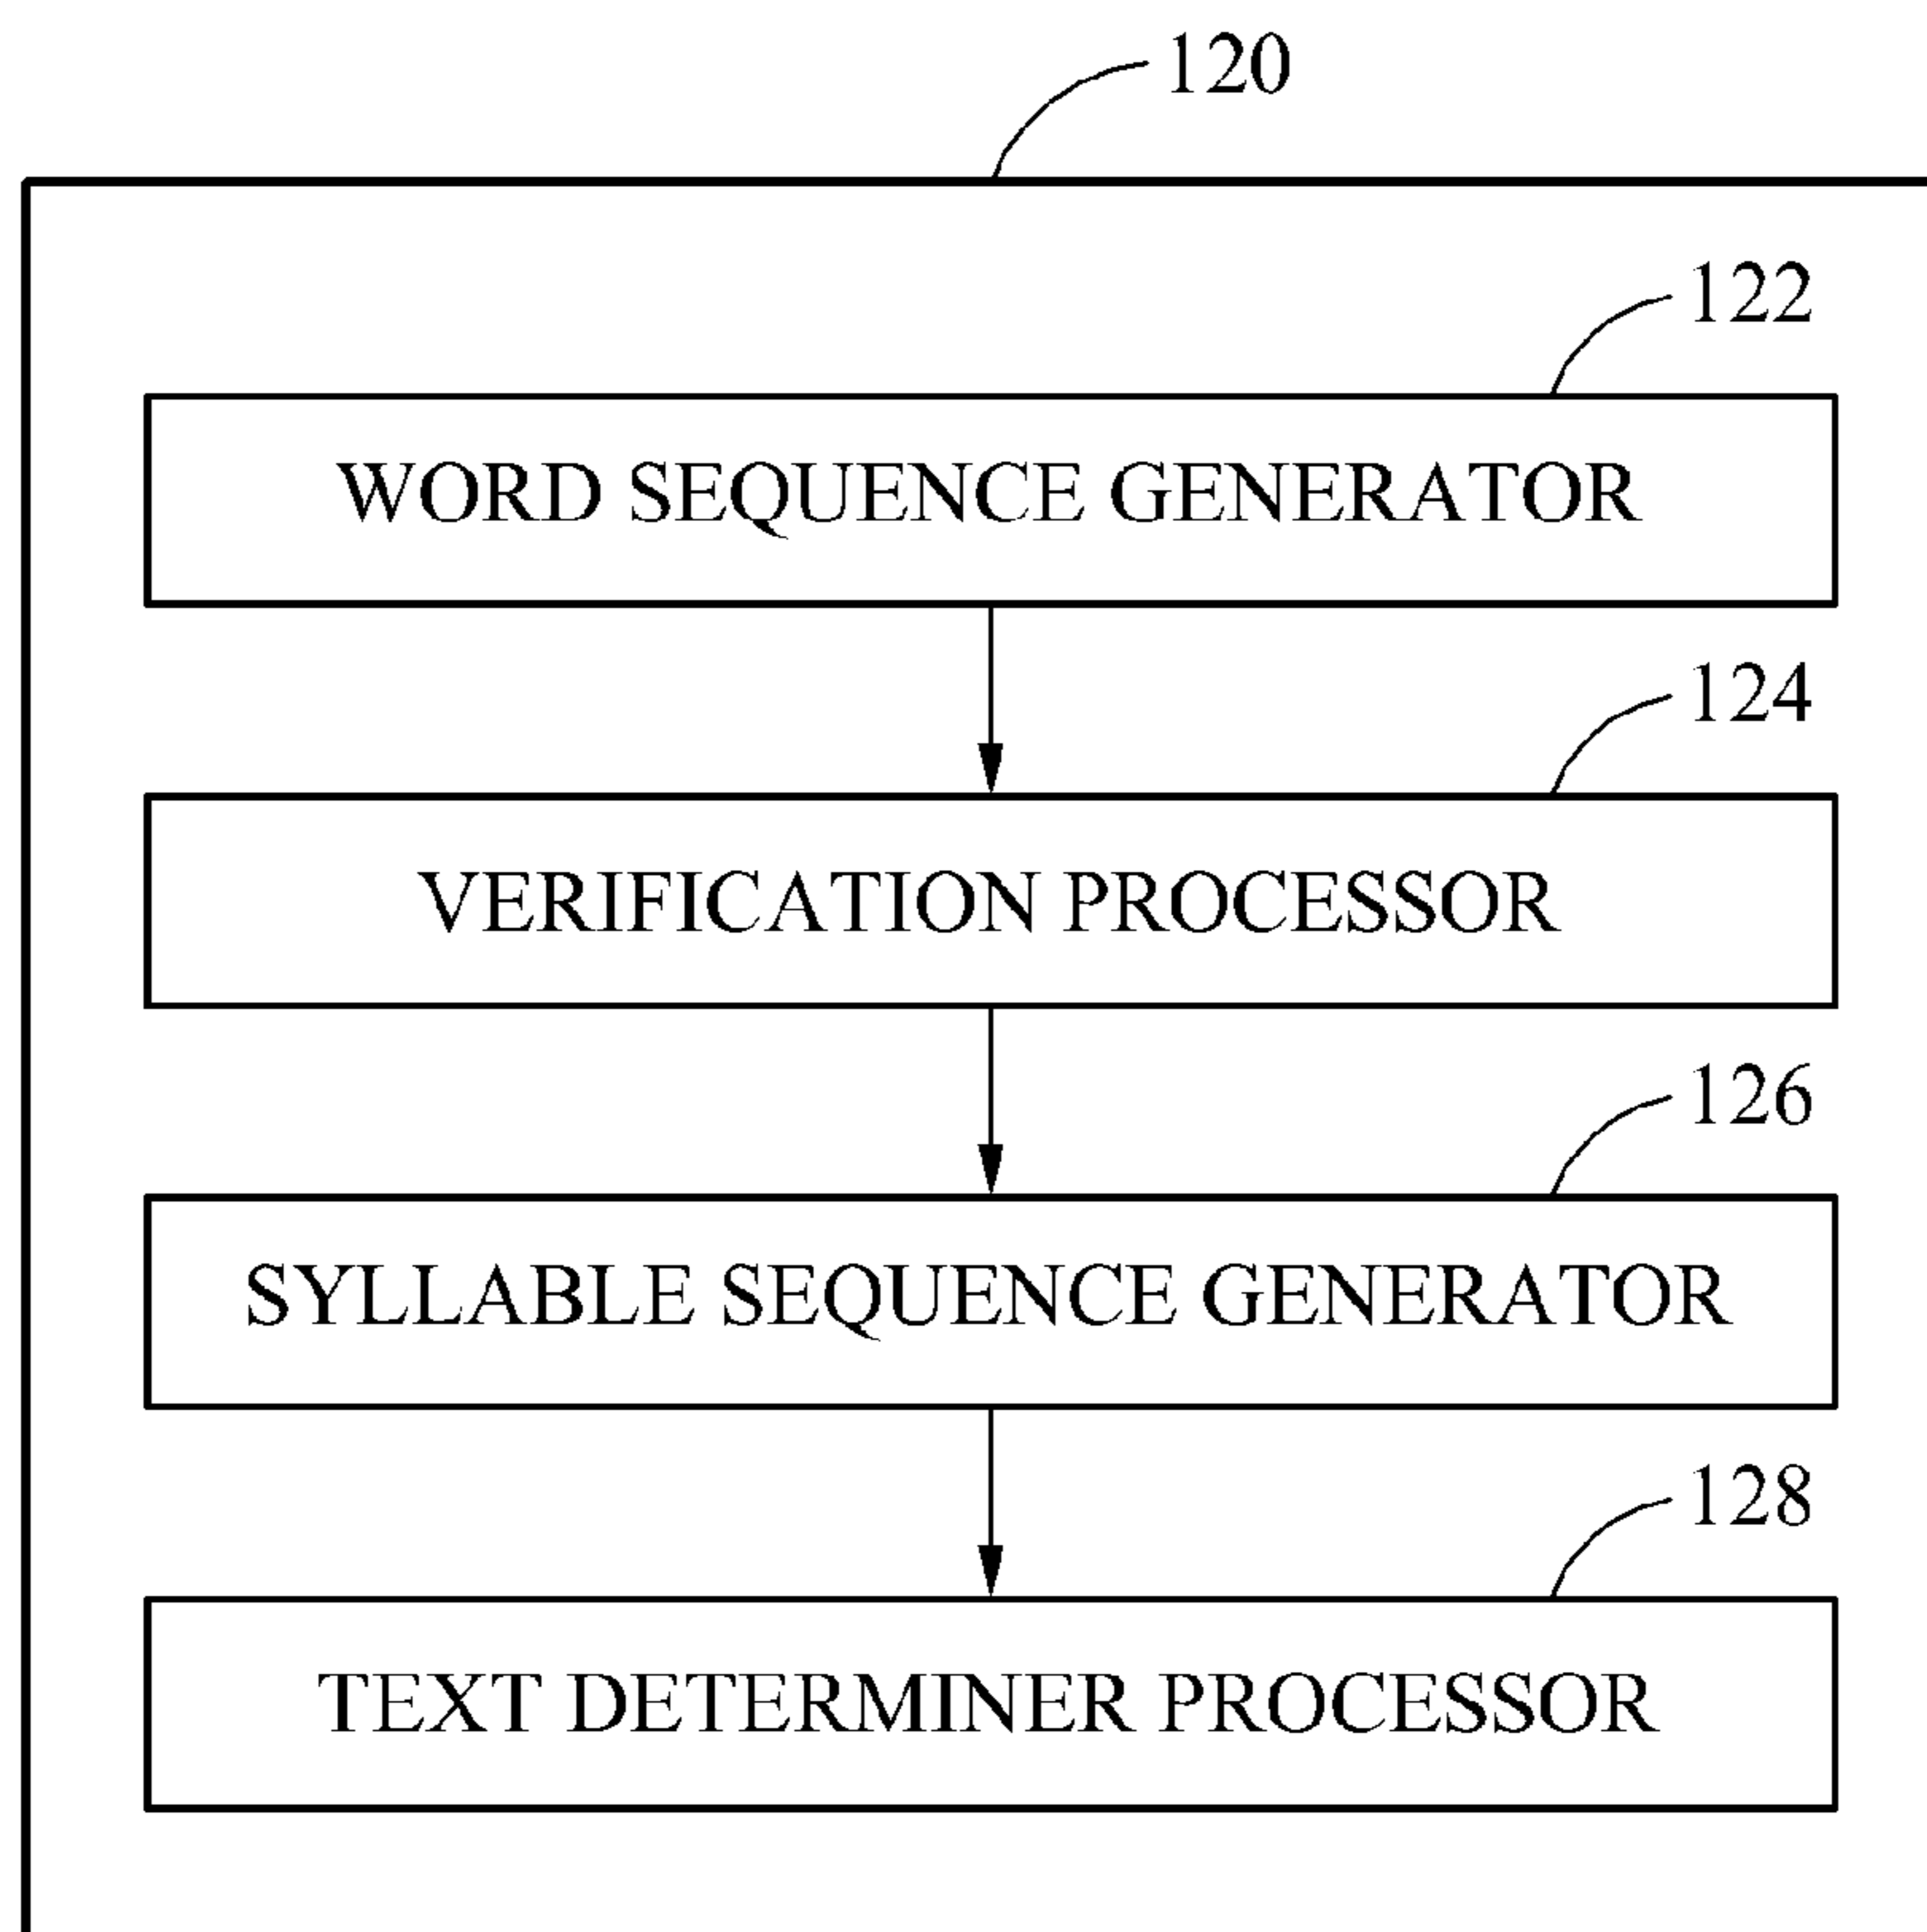 120
122
WORD SEQUENCE GENERATOR
124
VERIFICATION PROCESSOR
126
SYLLABLE SEQUENCE GENERATOR
128
TEXT DETERMINER PROCESSOR